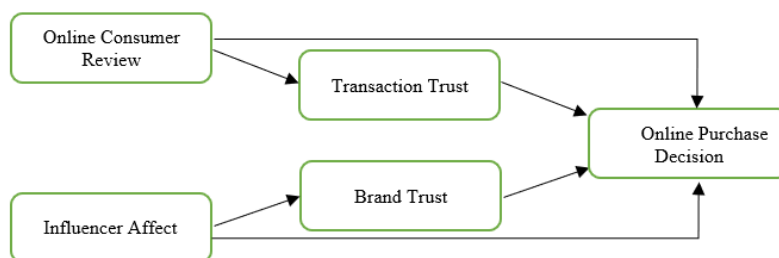 Online Consumer
Review
Transaction Trust
Online Purchase
Decision
Brand Trust
Influencer Affect